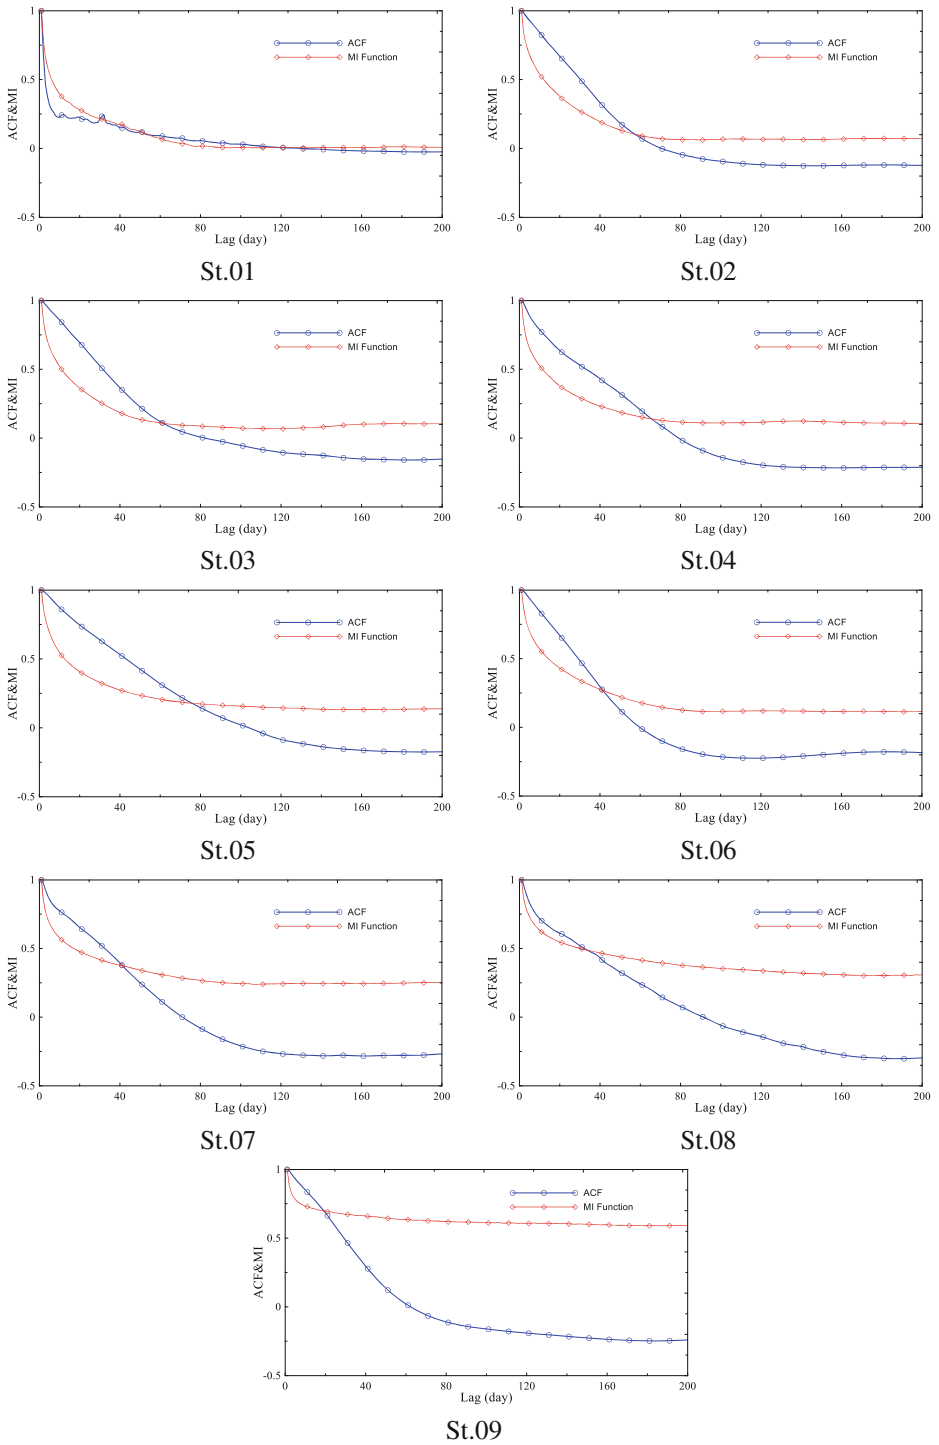 1
0.5
0
-0.5
ACF&MI
ACF
MI Function
0 40 80 120 160 200
Lag (day)
St.01
1
0.5
0
-0.5
ACF&MI
ACF
MI Function
0 40 80 120 160 200
Lag (day)
St.02
1
0.5
0
-0.5
ACF&MI
ACF
MI Function
0 40 80 120 160 200
Lag (day)
St.03
1
0.5
0
-0.5
ACF&MI
ACF
MI Function
0 40 80 120 160 200
Lag (day)
St.04
1
0.5
0
-0.5
ACF&MI
ACF
MI Function
0 40 80 120 160 200
Lag (day)
St.05
1
0.5
0
-0.5
ACF&MI
ACF
MI Function
0 40 80 120 160 200
Lag (day)
St.06
1
0.5
0
-0.5
ACF&MI
ACF
MI Function
0 40 80 120 160 200
Lag (day)
St.07
1
0.5
0
-0.5
ACF&MI
ACF
MI Function
0 40 80 120 160 200
Lag (day)
St.08
1
0.5
0
-0.5
ACF&MI
ACF
MI Function
0 40 80 120 160 200
Lag (day)
St.09